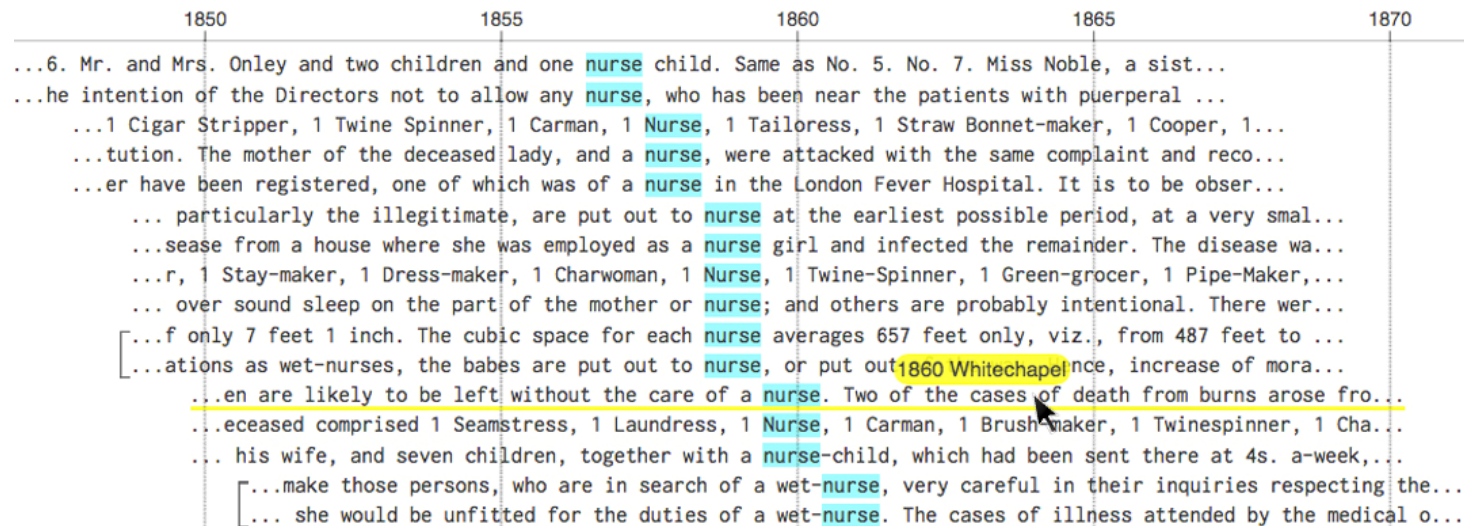 1850 1855 1860 1865 1870
...6. Mr. and Mrs. Onley and two children and one nurse child. Same as No. 5. No. 7. Miss Noble, a sist...
...he intention of the Directors not to allow any nurse, who has been near the patients with puerperal ...
...1 Cigar Stripper, 1 Twine Spinner, 1 Carman, 1 Nurse, 1 Tailoress, 1 Straw Bonnet-maker, 1 Cooper, 1...
...tution. The mother of the deceased lady, and a nurse, were attacked with the same complaint and reco...
...er have been registered, one of which was of a nurse in the London Fever Hospital. It is to be obser...
... particularly the illegitimate, are put out to nurse at the earliest possible period, at a very smal...
...sease from a house where she was employed as a nurse girl and infected the remainder. The disease wa...
...r, 1 Stay-maker, 1 Dress-maker, 1 Charwoman, 1 Nurse, 1 Twine-Spinner, 1 Green-grocer, 1 Pipe-Maker,...
... over sound sleep on the part of the mother or nurse; and others are probably intentional. There wer...
...f only 7 feet 1 inch. The cubic space for each nurse averages 657 feet only, viz., from 487 feet to ...
...ations as wet-nurses, the babes are put out to nurse, or put out 1860 Whitechapel nce, increase of mora...
...en are likely to be left without the care of a nurse. Two of the cases of death from burns arose fro...
...eceased comprised 1 Seamstress, 1 Laundress, 1 Nurse, 1 Carman, 1 Brush-maker, 1 Twinespinner, 1 Cha...
... his wife, and seven children, together with a nurse-child, which had been sent there at 4s. a-week,...
...make those persons, who are in search of a wet-nurse, very careful in their inquiries respecting the...
... she would be unfitted for the duties of a wet-nurse. The cases of illness attended by the medical o...